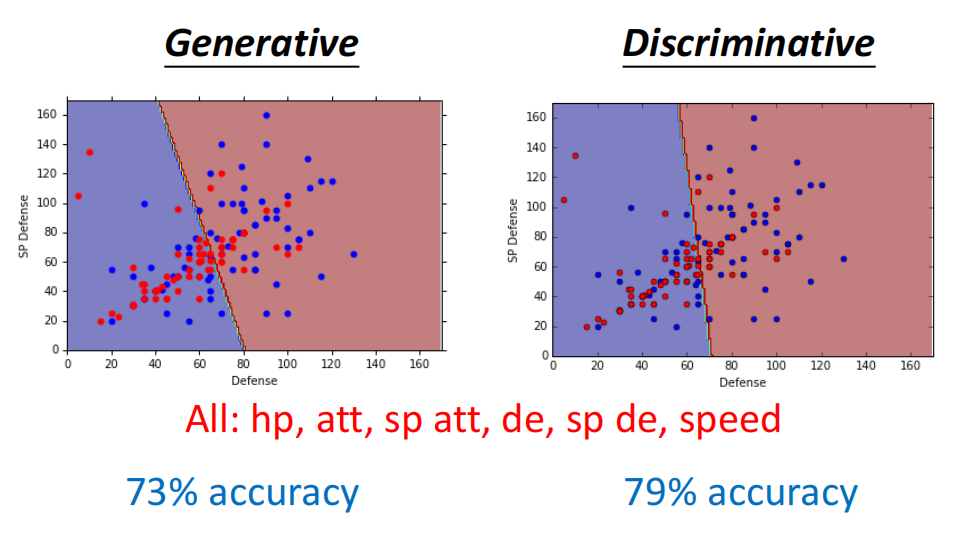 Generative
Discriminative
160
140
120
100
80
60
40
20
0
SP Defense
0 20 40 60 80 100 120 140 160
Defense
160
140
120
100
80
60
40
20
0
SP Defense
0 20 40 60 80 100 120 140 160
Defense
All: hp, att, sp att, de, sp de, speed
73% accuracy
79% accuracy